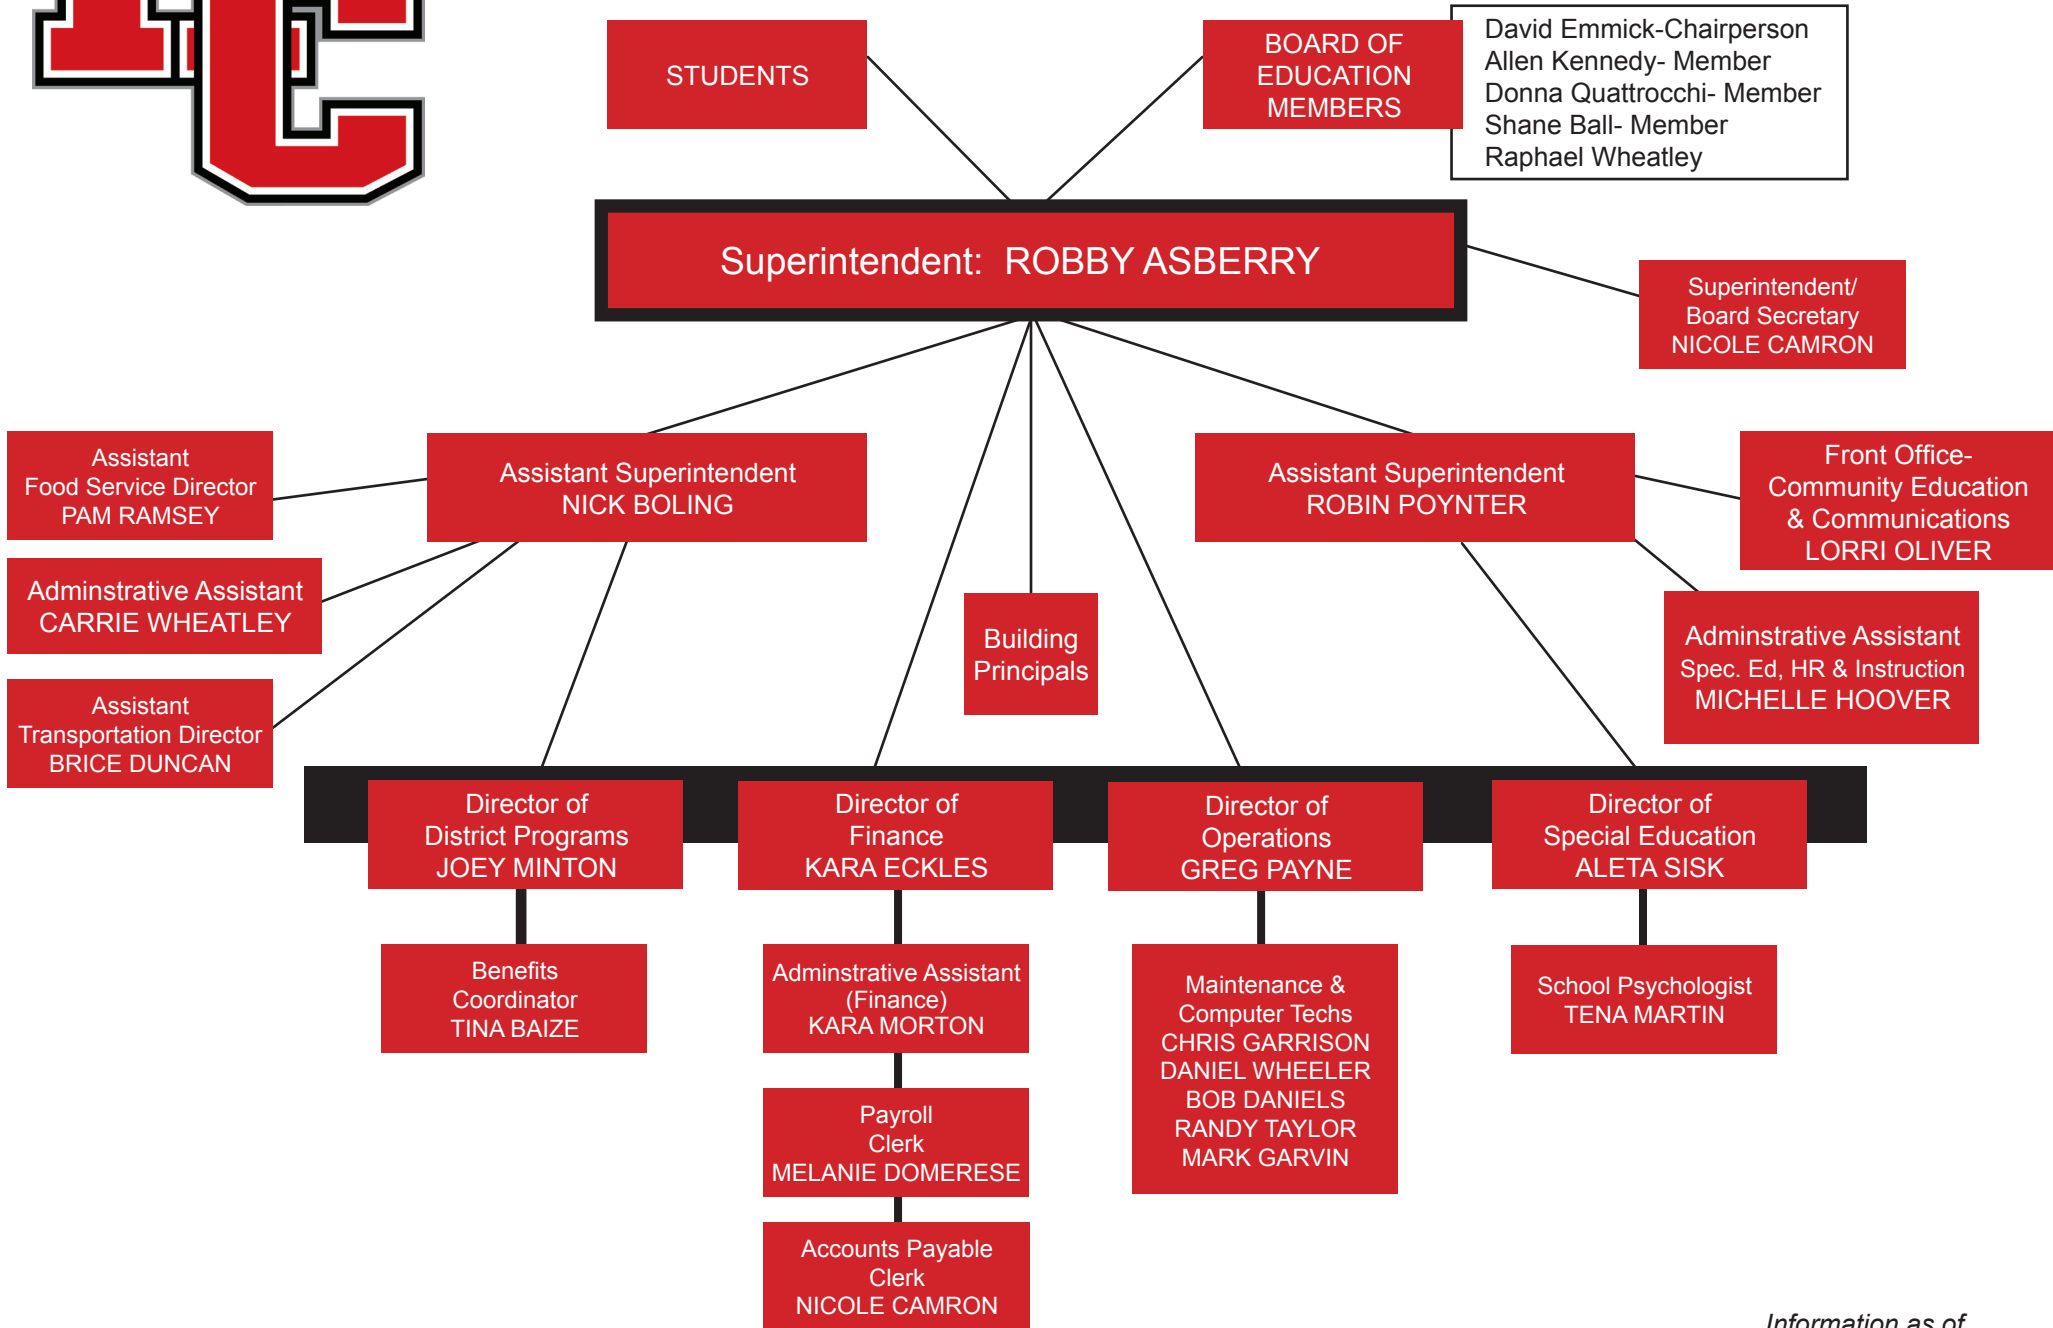 STUDENTS
BOARD OF
EDUCATION
MEMBERS
David Emmick-Chairperson
Allen Kennedy- Member
Donna Quattrocchi- Member
Shane Ball- Member
Raphael Wheatley
Superintendent: ROBBY ASBERRY
Superintendent/
Board Secretary
NICOLE CAMRON
Assistant
Food Service Director
PAM RAMSEY
Assistant Superintendent
NICK BOLING
Assistant Superintendent
ROBIN POYNTER
Front Office-
Community Education
& Communications
LORRI OLIVER
Adminstrative Assistant
CARRIE WHEATLEY
Building
Principals
Adminstrative Assistant
Spec. Ed, HR & Instruction
MICHELLE HOOVER
Assistant
Transportation Director
BRICE DUNCAN
Director of
District Programs
JOEY MINTON
Director of
Finance
KARA ECKLES
Director of
Operations
GREG PAYNE
Director of
Special Education
ALETA SISK
Benefits
Coordinator
TINA BAIZE
Adminstrative Assistant
(Finance)
KARA MORTON
Maintenance &
Computer Techs
CHRIS GARRISON
DANIEL WHEELER
BOB DANIELS
RANDY TAYLOR
MARK GARVIN
School Psychologist
TENA MARTIN
Payroll
Clerk
MELANIE DOMERESE
Accounts Payable
Clerk
NICOLE CAMRON
Information as of